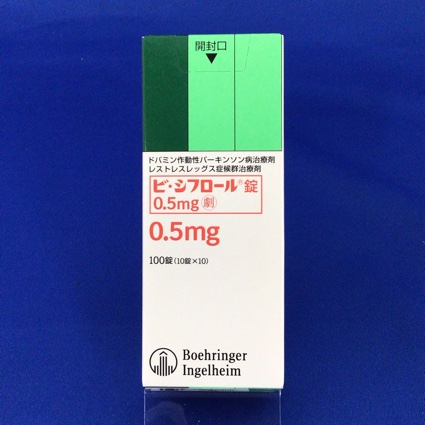 開封口
▼
ドパミン作動性パーキンソン病治療剤
レストレスレッグス症候群治療剤
ビ・シフロール®錠
0.5mg 劇
0.5mg
100錠(10錠×10)
Boehringer
Ingelheim